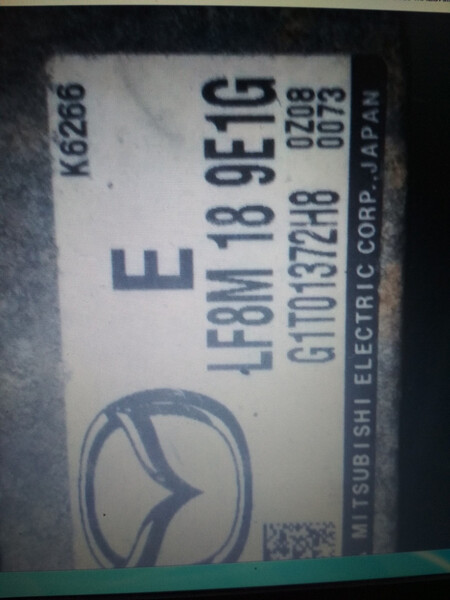 K6266
E
LF8M 18 9E1G
G1T01372H8 0Z08
0073
MITSUBISHI ELECTRIC CORP., JAPAN